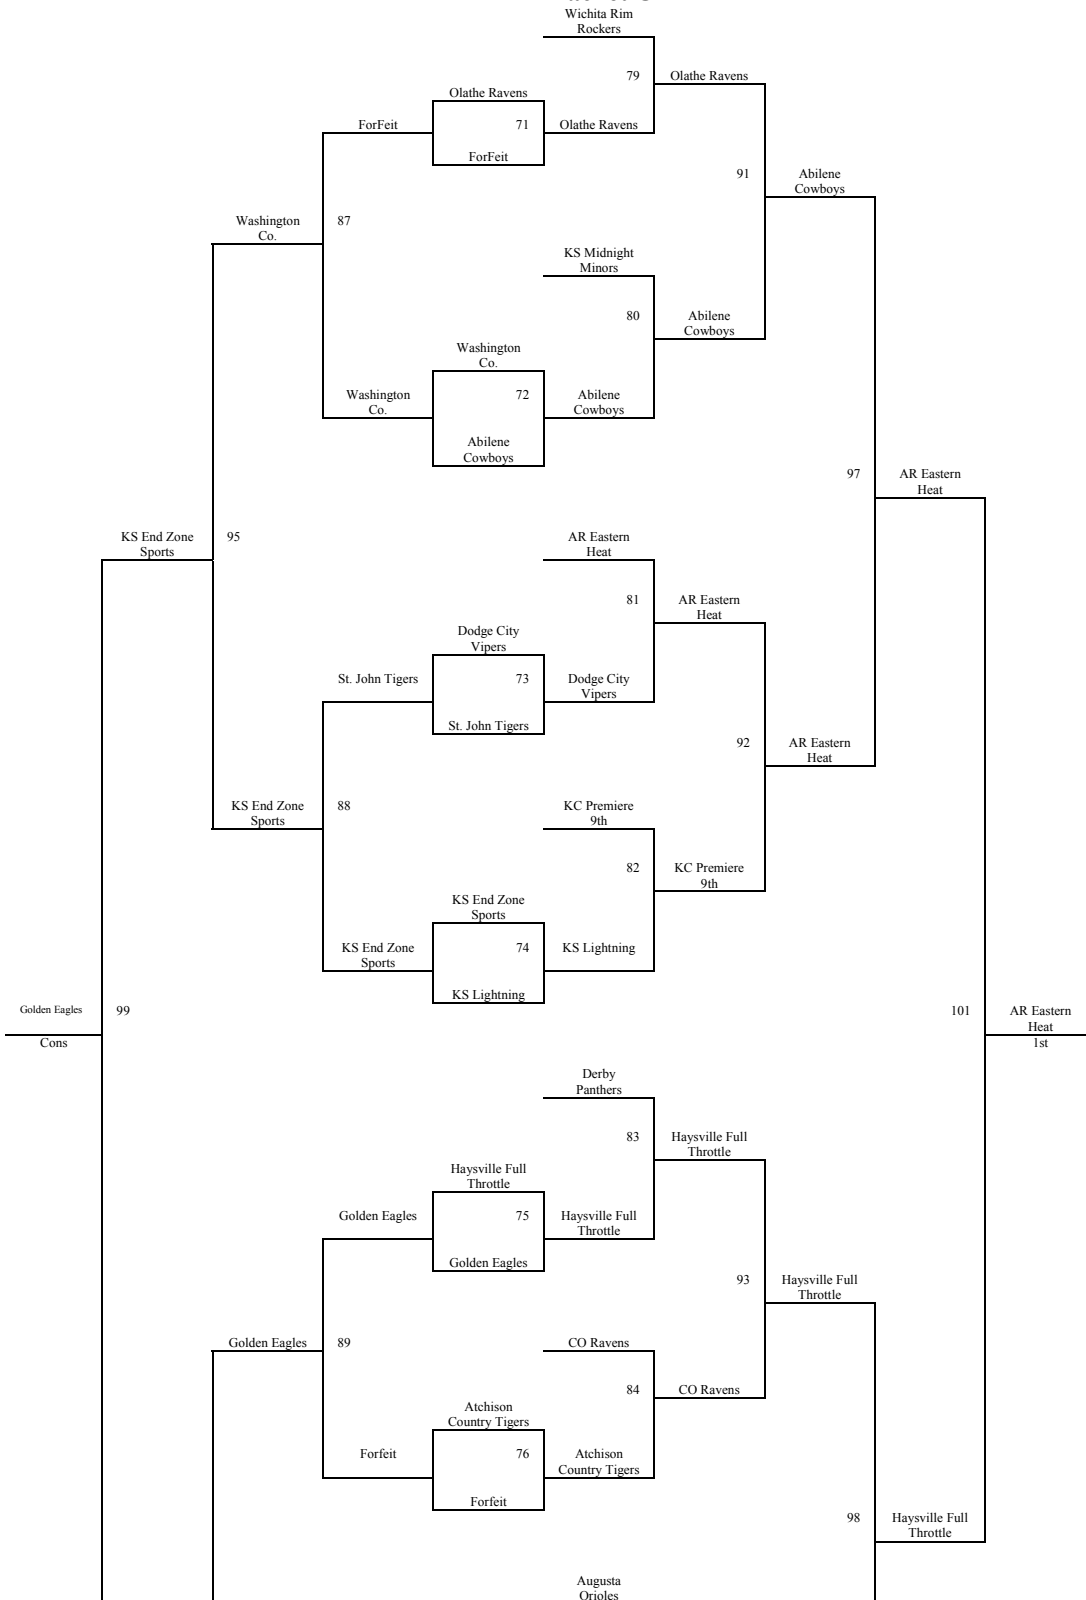 Wichita Rim
Rockers
79
Olathe Ravens
Olathe Ravens
ForFeit
71
Olathe Ravens
ForFeit
91
Abilene
Cowboys
Washington
Co.
87
KS Midnight
Minors
80
Abilene
Cowboys
Washington
Co.
Washington
Co.
72
Abilene
Cowboys
Abilene
Cowboys
97
AR Eastern
Heat
KS End Zone
Sports
95
AR Eastern
Heat
81
AR Eastern
Heat
Dodge City
Vipers
St. John Tigers
73
Dodge City
Vipers
St. John Tigers
92
AR Eastern
Heat
KS End Zone
Sports
88
KC Premiere
9th
82
KC Premiere
9th
KS End Zone
Sports
KS End Zone
Sports
74
KS Lightning
KS Lightning
Golden Eagles
Cons
99
101
AR Eastern
Heat
1st
Derby
Panthers
83
Haysville Full
Throttle
Haysville Full
Throttle
Golden Eagles
75
Haysville Full
Throttle
Golden Eagles
93
Haysville Full
Throttle
Golden Eagles
89
CO Ravens
84
CO Ravens
Atchison
Country Tigers
Forfeit
76
Atchison
Country Tigers
Forfeit
98
Haysville Full
Throttle
Augusta
Orioles